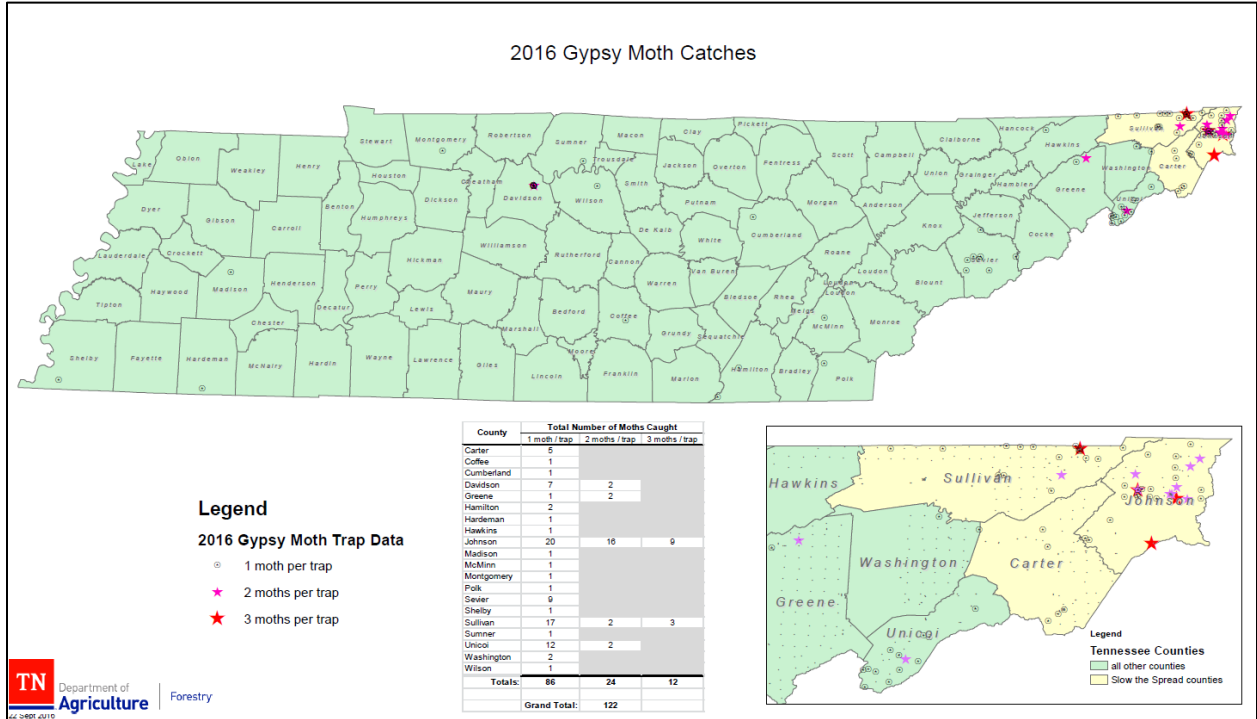 2016 Gypsy Moth Catches
Lake
Obion
Weakley
Henry
Stewart
Montgomery
Robertson
Sumner
Macon
Clay
Pickett
Trousdale
Jackson
Overton
Fentress
Scott
Campbell
Claiborne
Hancock
Hawkins
Sullivan
Johnson
Houston
Cheatham
Davidson
Wilson
Smith
Putnam
Morgan
Anderson
Union
Grainger
Hamblen
Greene
Washington
Carter
Unicoi
Dyer
Gibson
Carroll
Benton
Humphreys
Dickson
Williamson
Rutherford
Cannon
De Kalb
White
Cumberland
Roane
Knox
Jefferson
Cocke
Sevier
Lauderdale
Crockett
Madison
Henderson
Perry
Hickman
Maury
Warren
Van Buren
Bledsoe
Rhea
Loudon
Loudon
Blount
Tipton
Haywood
Chester
Decatur
Lewis
Marshall
Bedford
Coffee
Grundy
Sequatchie
Meigs
McMinn
Monroe
Shelby
Fayette
Hardeman
McNairy
Hardin
Wayne
Lawrence
Giles
Lincoln
Moore
Franklin
Marion
Hamilton
Bradley
Polk
County Total Number of Moths Caught
1 moth / trap 2 moths / trap 3 moths / trap
Carter 5
Coffee 1
Cumberland 1
Davidson 7 2
Greene 1 2
Hamilton 2
Hardeman 1
Hawkins 1
Johnson 20 16 9
Madison 1
McMinn 1
Montgomery 1
Polk 1
Sevier 9
Shelby 1
Sullivan 17 2 3
Sumner 1
Unicoi 12 2
Washington 2
Wilson 1
Totals: 86 24 12
Grand Total: 122
Legend
2016 Gypsy Moth Trap Data
1 moth per trap
2 moths per trap
3 moths per trap
Hawkins
Sullivan
Johnson
Washington
Carter
Greene
Unicoi
Legend
Tennessee Counties
all other counties
Slow the Spread counties
TN
Department of
Agriculture
Forestry
22 Sept 2016